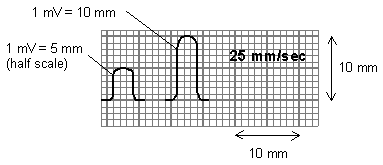 1 mV = 10 mm
1 mV = 5 mm
(half scale)
25 mm/sec
10 mm
10 mm